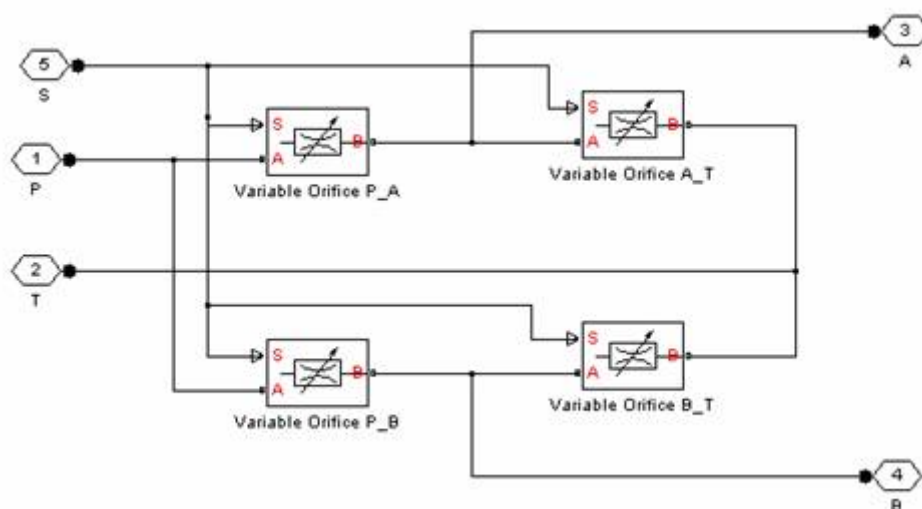 3
A
5
S
S
A
B
Variable Orifice A_T
S
A
B
Variable Orifice P_A
1
P
2
T
S
A
B
Variable Orifice B_T
S
A
B
Variable Orifice P_B
4
B